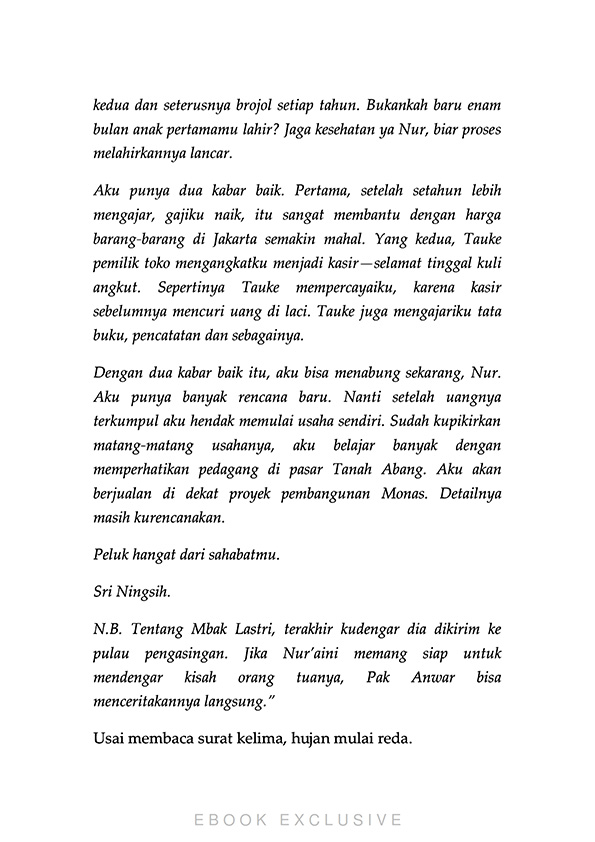 kedua dan seterusnya brojol setiap tahun. Bukankah baru enam
bulan anak pertamamu lahir? Jaga kesehatan ya Nur, biar proses
melahirkannya lancar.
Aku punya dua kabar baik. Pertama, setelah setahun lebih
mengajar, gajiku naik, itu sangat membantu dengan harga
barang-barang di Jakarta semakin mahal. Yang kedua, Tauke
pemilik toko mengangkatku menjadi kasir—selamat tinggal kuli
angkut. Sepertinya Tauke mempercayaiku, karena kasir
sebelumnya mencuri uang di laci. Tauke juga mengajariku tata
buku, pencatatan dan sebagainya.
Dengan dua kabar baik itu, aku bisa menabung sekarang, Nur.
Aku punya banyak rencana baru. Nanti setelah uangnya
terkumpul aku hendak memulai usaha sendiri. Sudah kupikirkan
matang-matang usahanya, aku belajar banyak dengan
memperhatikan pedagang di pasar Tanah Abang. Aku akan
berjualan di dekat proyek pembangunan Monas. Detailnya
masih kurencanakan.
Peluk hangat dari sahabatmu.
Sri Ningsih.
N.B. Tentang Mbak Lastri, terakhir kudengar dia dikirim ke
pulau pengasingan. Jika Nur’aini memang siap untuk
mendengar kisah orang tuanya, Pak Anwar bisa
menceritakannya langsung.”
Usai membaca surat kelima, hujan mulai reda.
EBOOK EXCLUSIVE